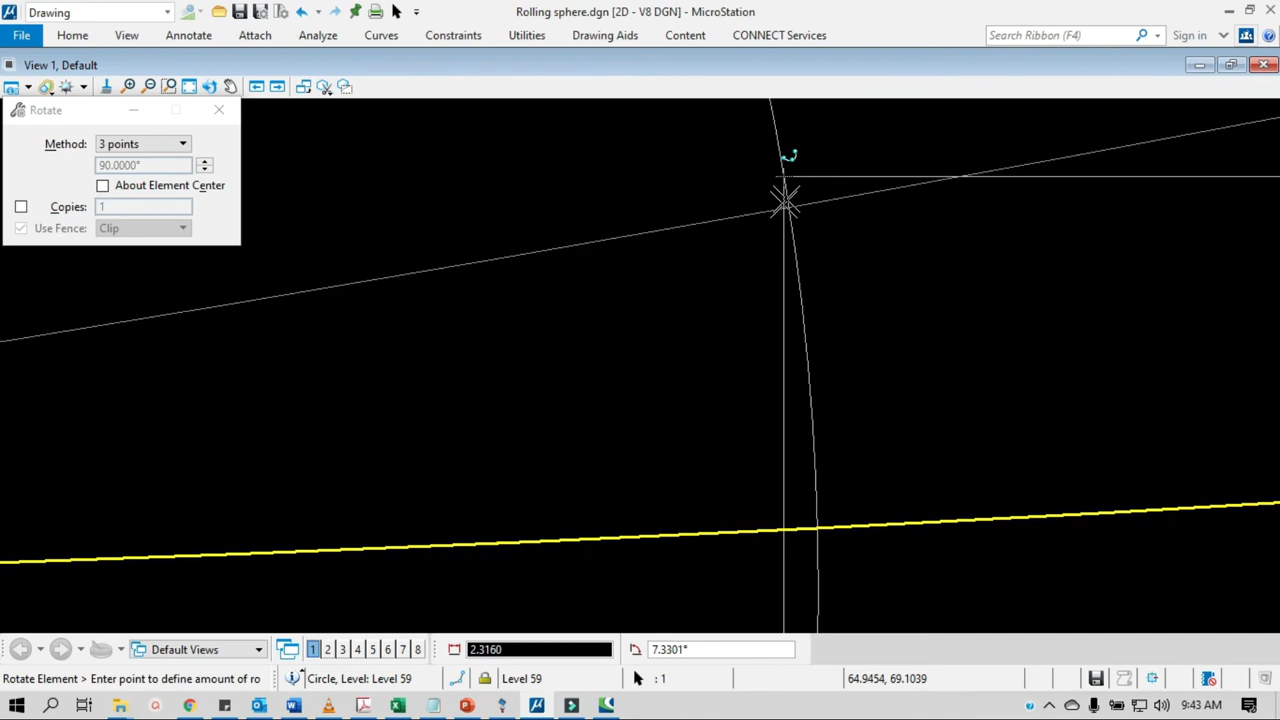 Drawing
Rolling sphere.dgn [2D - V8 DGN] - MicroStation
File Home View Annotate Attach Analyze Curves Constraints Utilities Drawing Aids Content CONNECT Services Search Ribbon (F4) Sign in
View 1, Default
Rotate
Method: 3 points
90.0000°
About Element Center
Copies: 1
Use Fence: Clip
Default Views 1 2 3 4 5 6 7 8 2.3160 7.3301°
Rotate Element > Enter point to define amount of ro Circle, Level: Level 59 Level 59 : 1 64.9454, 69.1039
9:43 AM